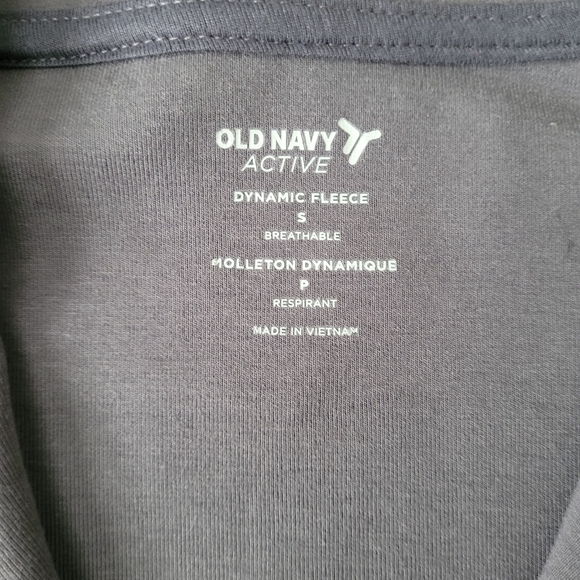 OLD NAVY
ACTIVE
DYNAMIC FLEECE
S
BREATHABLE
MOLLETON DYNAMIQUE
P
RESPIRANT
MADE IN VIETNAM